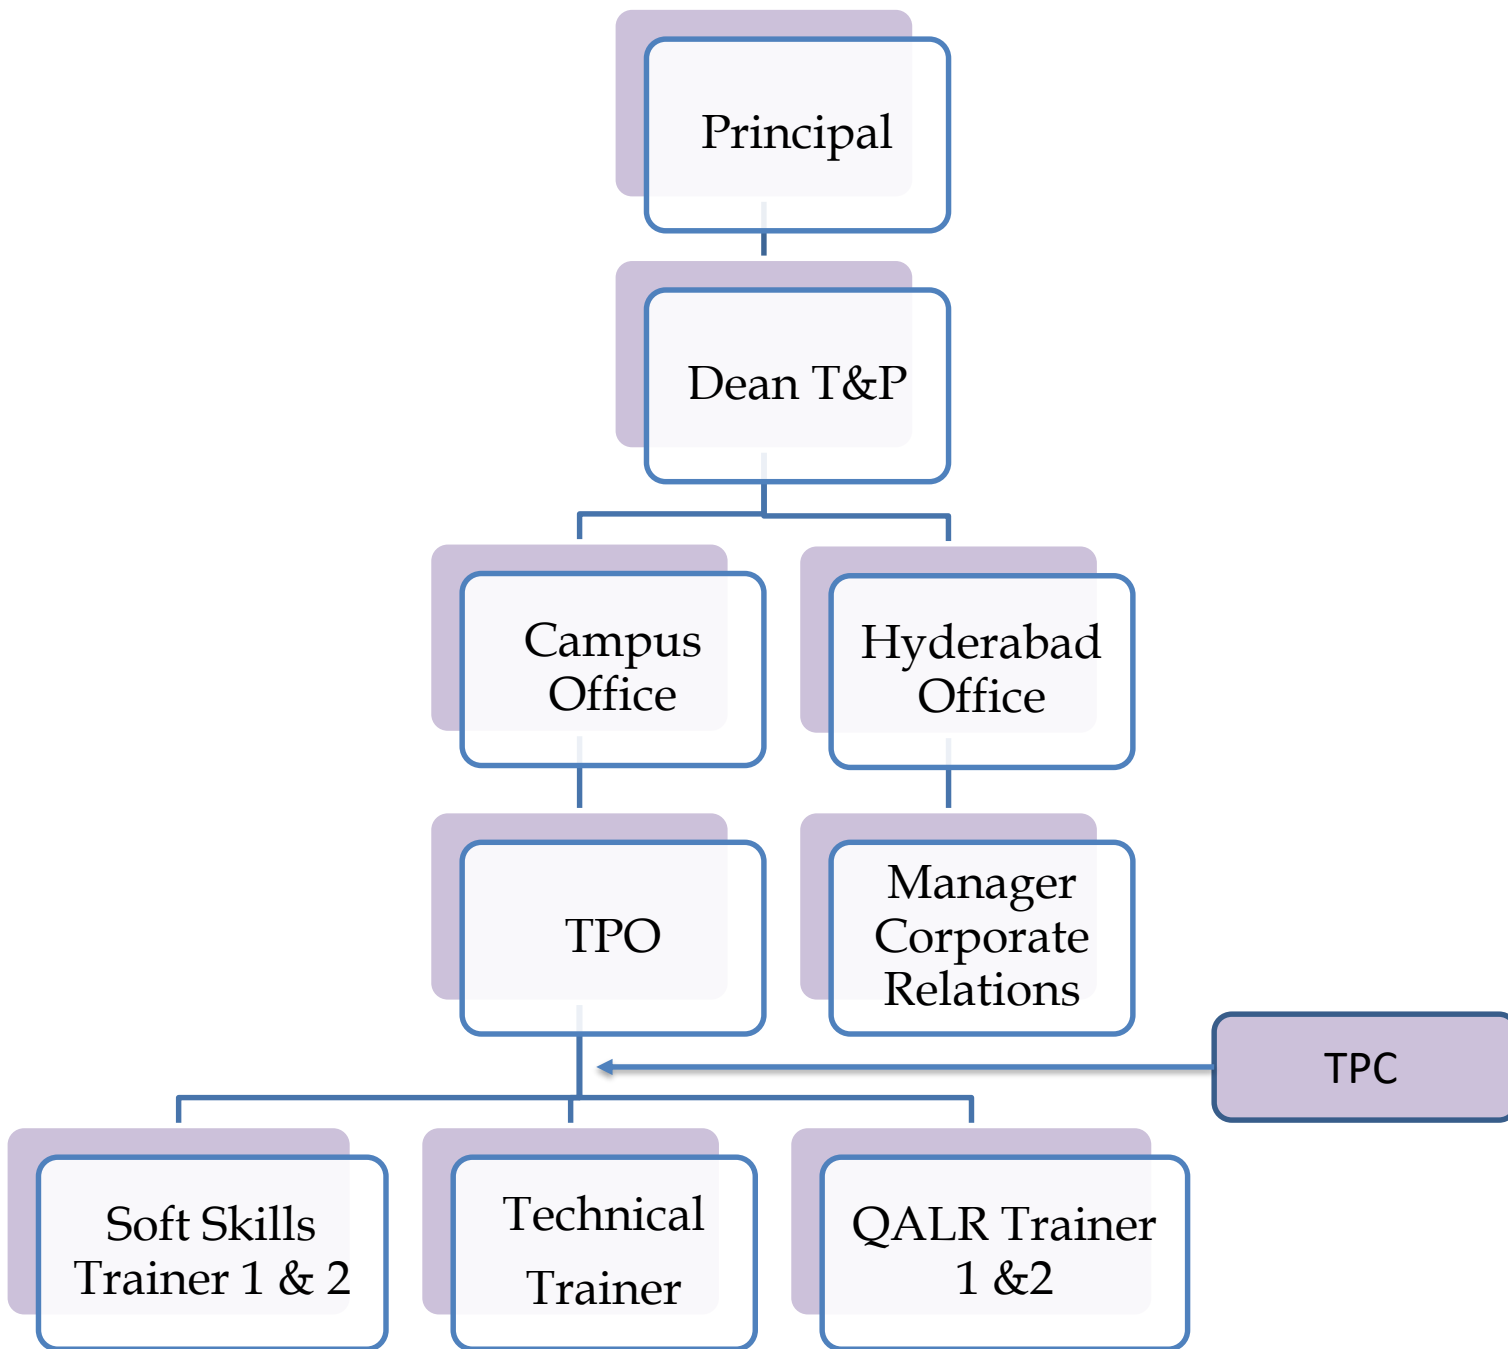 Principal
Dean T&P
Campus
Office
Hyderabad
Office
TPO
Manager
Corporate
Relations
TPC
Soft Skills
Trainer 1 & 2
Technical
Trainer
QALR Trainer
1 &2